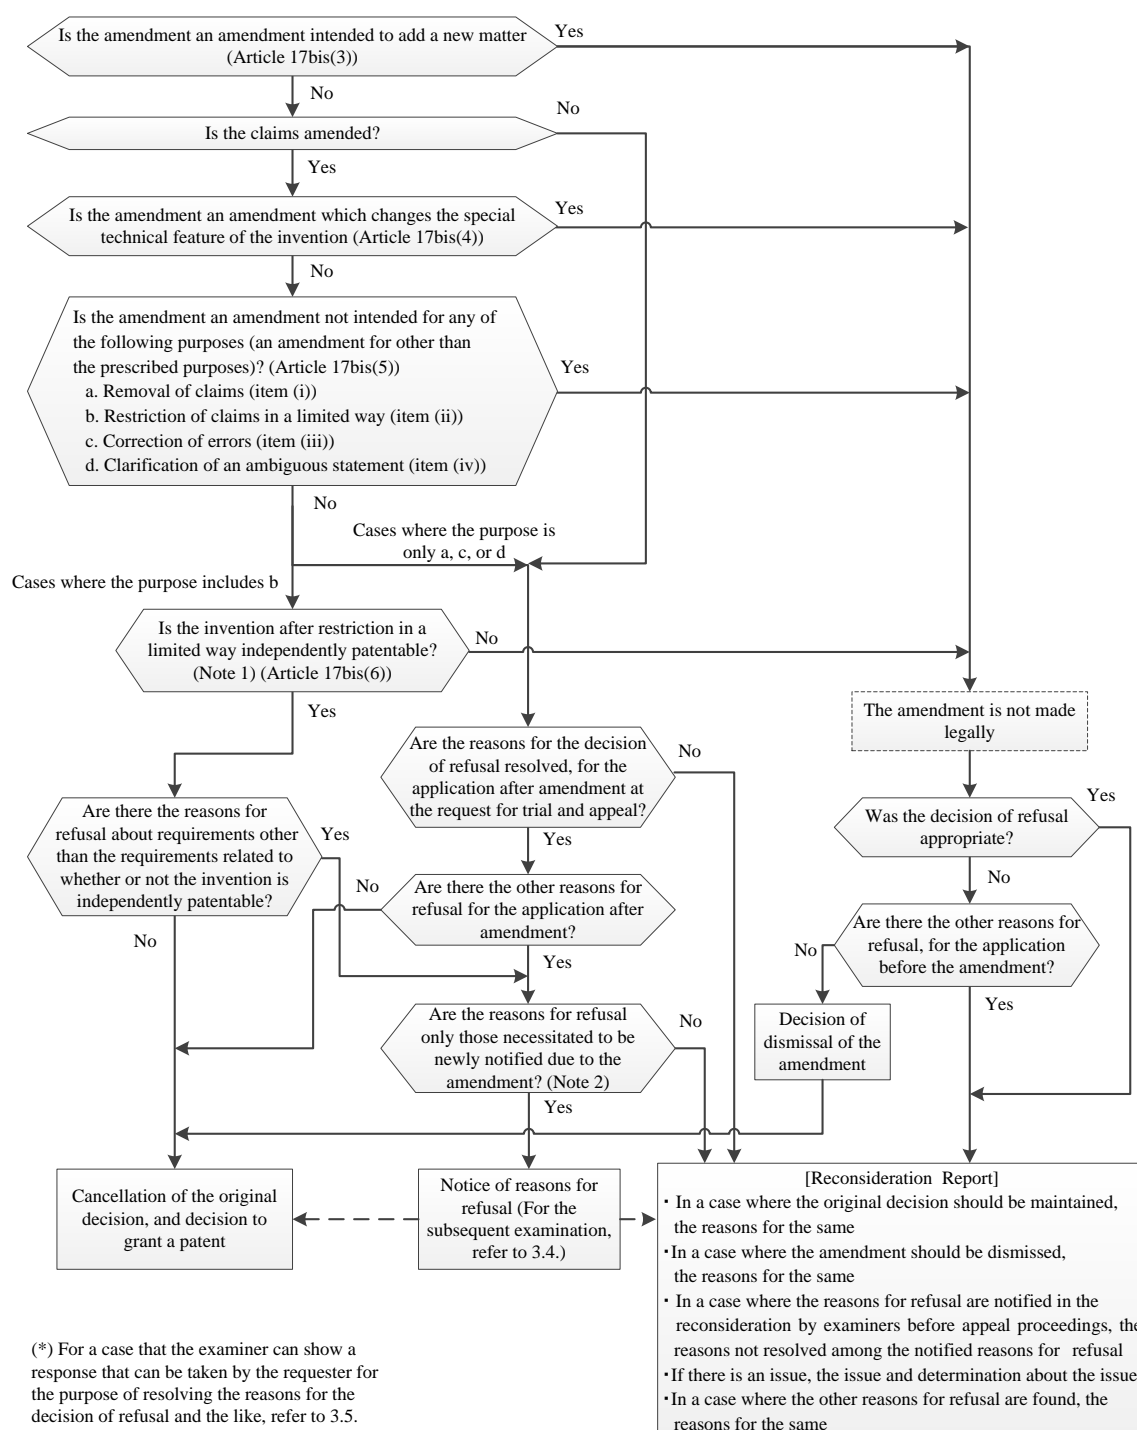 Is the amendment an amendment intended to add a new matter
(Article 17bis(3))
Yes
No
Is the claims amended?
No
Yes
Is the amendment an amendment which changes the special
technical feature of the invention (Article 17bis(4))
Yes
No
Is the amendment an amendment not intended for any of
the following purposes (an amendment for other than
the prescribed purposes)? (Article 17bis(5))
a. Removal of claims (item (i))
b. Restriction of claims in a limited way (item (ii))
c. Correction of errors (item (iii))
d. Clarification of an ambiguous statement (item (iv))
Yes
No
Cases where the purpose is
only a, c, or d
Cases where the purpose includes b
Is the invention after restriction in a
limited way independently patentable?
(Note 1) (Article 17bis(6))
No
Yes
The amendment is not made
legally
Are the reasons for the decision
of refusal resolved, for the
application after amendment at
the request for trial and appeal?
No
Yes
Was the decision of refusal
appropriate?
Yes
No
Are there the reasons for
refusal about requirements other
than the requirements related to
whether or not the invention is
independently patentable?
Yes
No
Are there the other reasons for
refusal for the application after
amendment?
No
Yes
Are there the other reasons for
refusal, for the application
before the amendment?
No
Yes
Are the reasons for refusal
only those necessitated to be
newly notified due to the
amendment? (Note 2)
No
Yes
Decision of
dismissal of the
amendment
Cancellation of the original
decision, and decision to
grant a patent
Notice of reasons for
refusal (For the
subsequent examination,
refer to 3.4.)
[Reconsideration Report]
・In a case where the original decision should be maintained,
the reasons for the same
・In a case where the amendment should be dismissed,
the reasons for the same
・In a case where the reasons for refusal are notified in the
reconsideration by examiners before appeal proceedings, the
reasons not resolved among the notified reasons for refusal
・If there is an issue, the issue and determination about the issue
・In a case where the other reasons for refusal are found, the
reasons for the same
(*) For a case that the examiner can show a
response that can be taken by the requester for
the purpose of resolving the reasons for the
decision of refusal and the like, refer to 3.5.